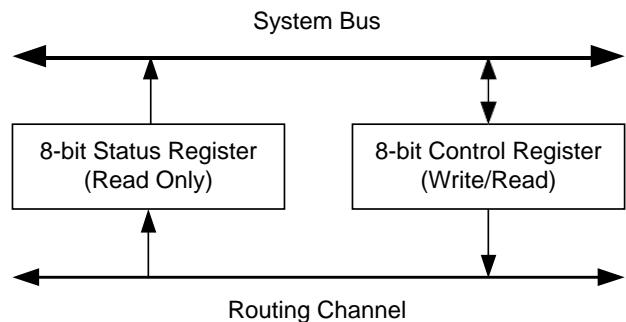 System Bus
8-bit Status Register
(Read Only)
8-bit Control Register
(Write/Read)
Routing Channel